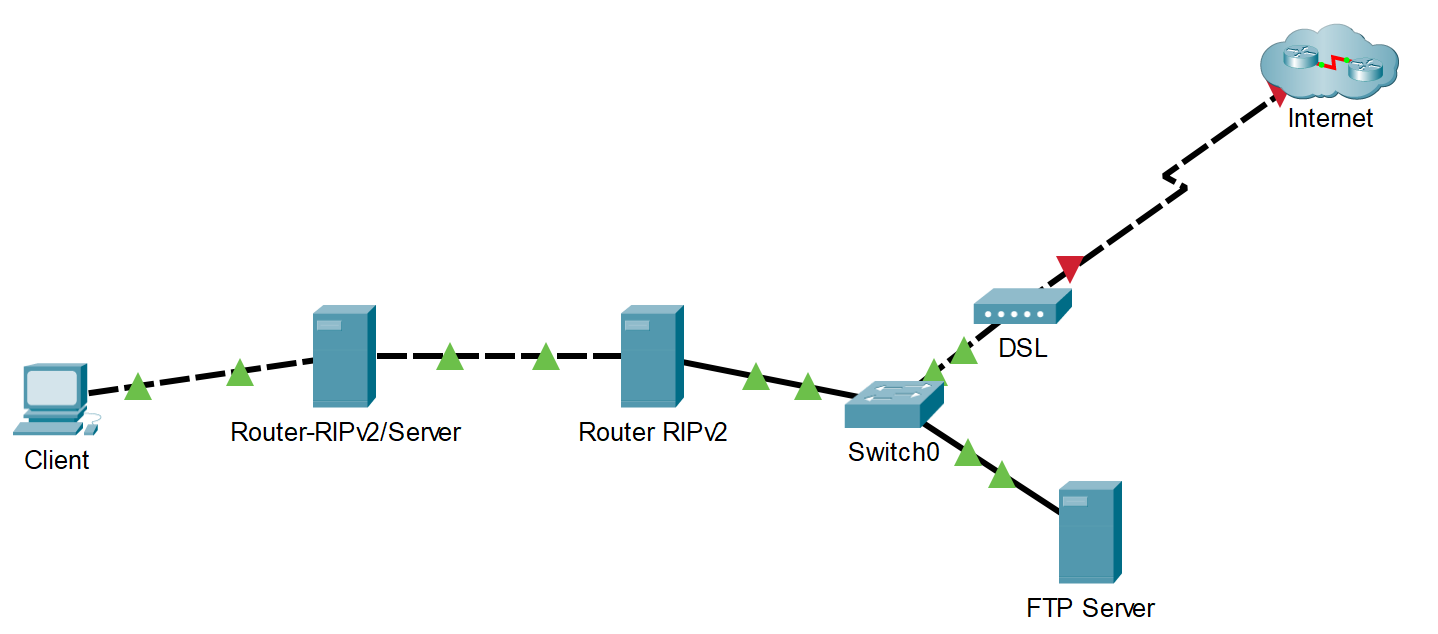 Internet
DSL
Router-RIPv2/Server
Router RIPv2
Switch0
Client
FTP Server